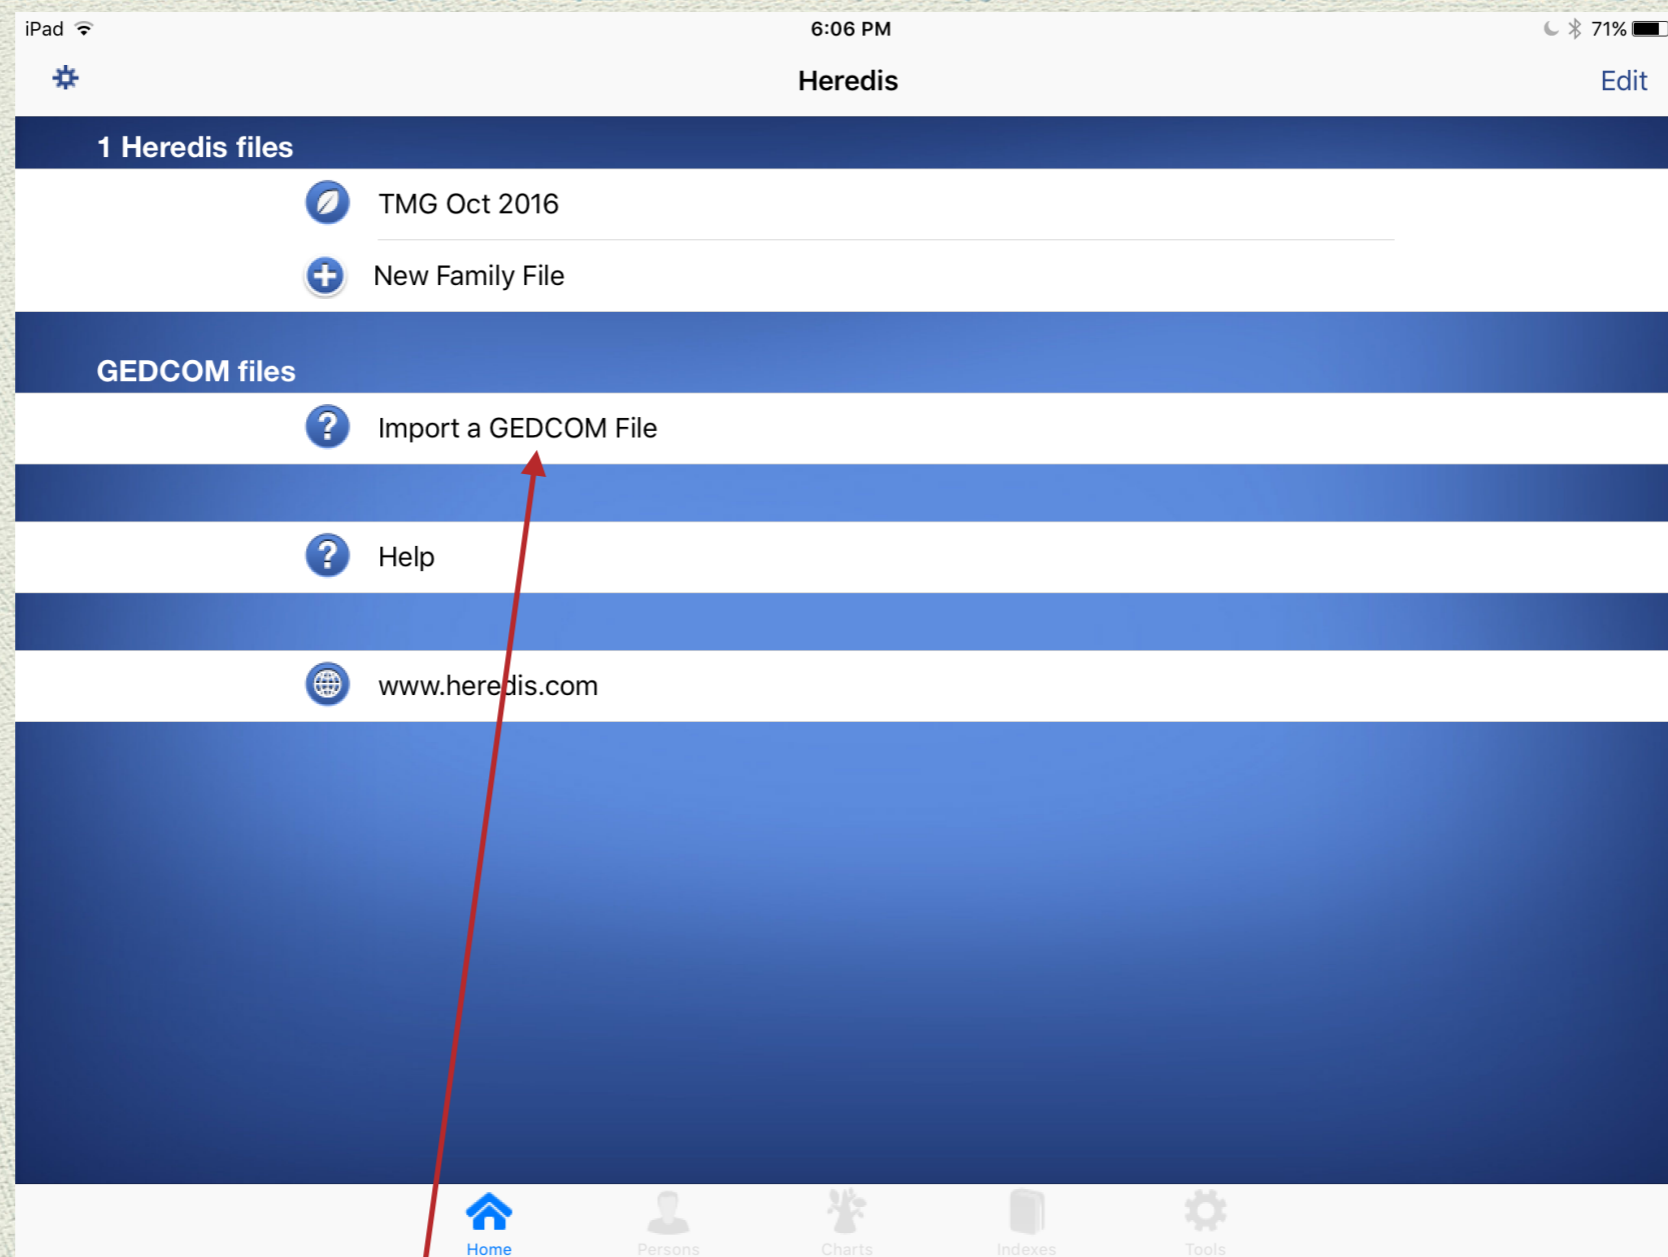 iPad 6:06 PM 71%
Heredis Edit
1 Heredis files
TMG Oct 2016
New Family File
GEDCOM files
Import a GEDCOM File
Help
www.heredis.com
Home Persons Charts Indexes Tools